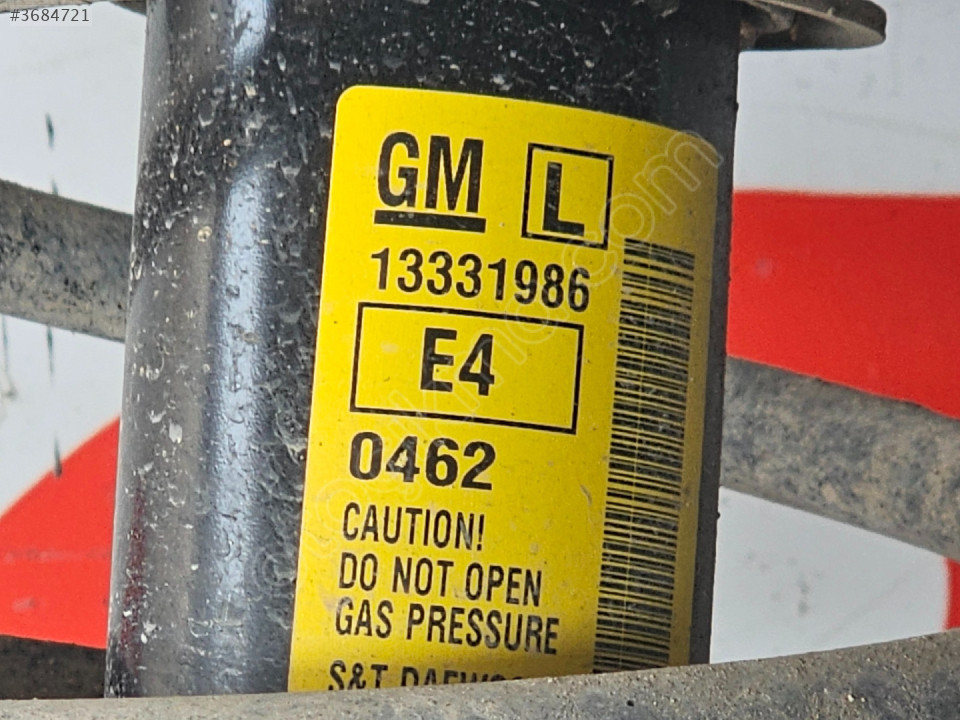 #3684721
GM L
13331986
E4
0462
CAUTION!
DO NOT OPEN
GAS PRESSURE
S&T